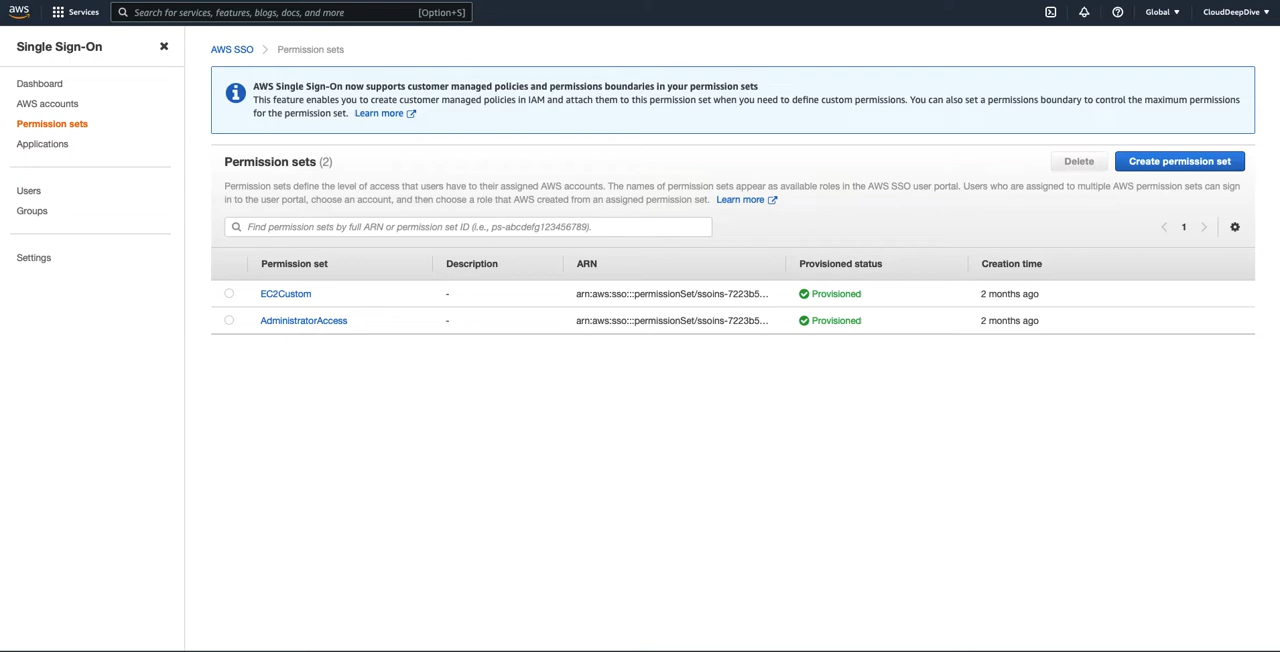 aws
Services
Search for services, features, blogs, docs, and more
[Option+S]
Global
CloudDeepDive
Single Sign-On
Dashboard
AWS accounts
Permission sets
Applications
Users
Groups
Settings
AWS SSO
Permission sets
AWS Single Sign-On now supports customer managed policies and permissions boundaries in your permission sets
This feature enables you to create customer managed policies in IAM and attach them to this permission set when you need to define custom permissions. You can also set a permissions boundary to control the maximum permissions
for the permission set. Learn more
Permission sets (2)
Delete
Create permission set
Permission sets define the level of access that users have to their assigned AWS accounts. The names of permission sets appear as available roles in the AWS SSO user portal. Users who are assigned to multiple AWS permission sets can sign
in to the user portal, choose an account, and then choose a role that AWS created from an assigned permission set. Learn more
Find permission sets by full ARN or permission set ID (i.e., ps-abcdefg123456789).
1
Permission set Description ARN Provisioned status Creation time
EC2Custom - arn:aws:sso:::permissionSet/ssoins-7223b5... Provisioned 2 months ago
AdministratorAccess - arn:aws:sso:::permissionSet/ssoins-7223b5... Provisioned 2 months ago